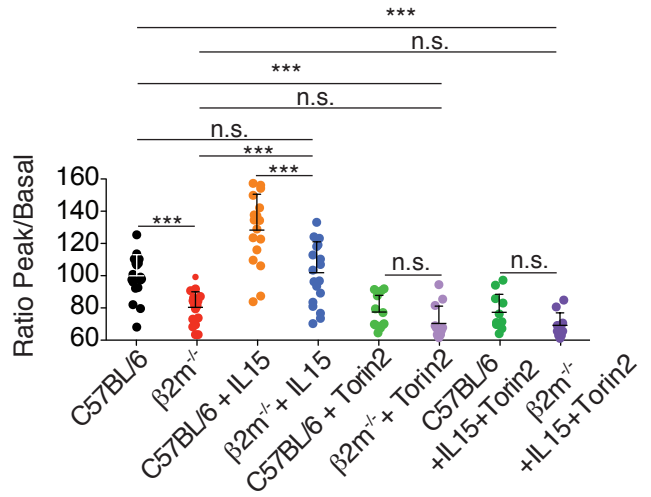 ***
n.s.
***
n.s.
n.s.
***
***
***
n.s.
n.s.
Ratio Peak/Basal
160
140
120
100
80
60
C57BL/6
β2m-/-
C57BL/6 + IL15
β2m-/- + IL15
C57BL/6 + Torin2
β2m-/- + Torin2
C57BL/6
+IL15+Torin2
β2m-/-
+IL15+Torin2